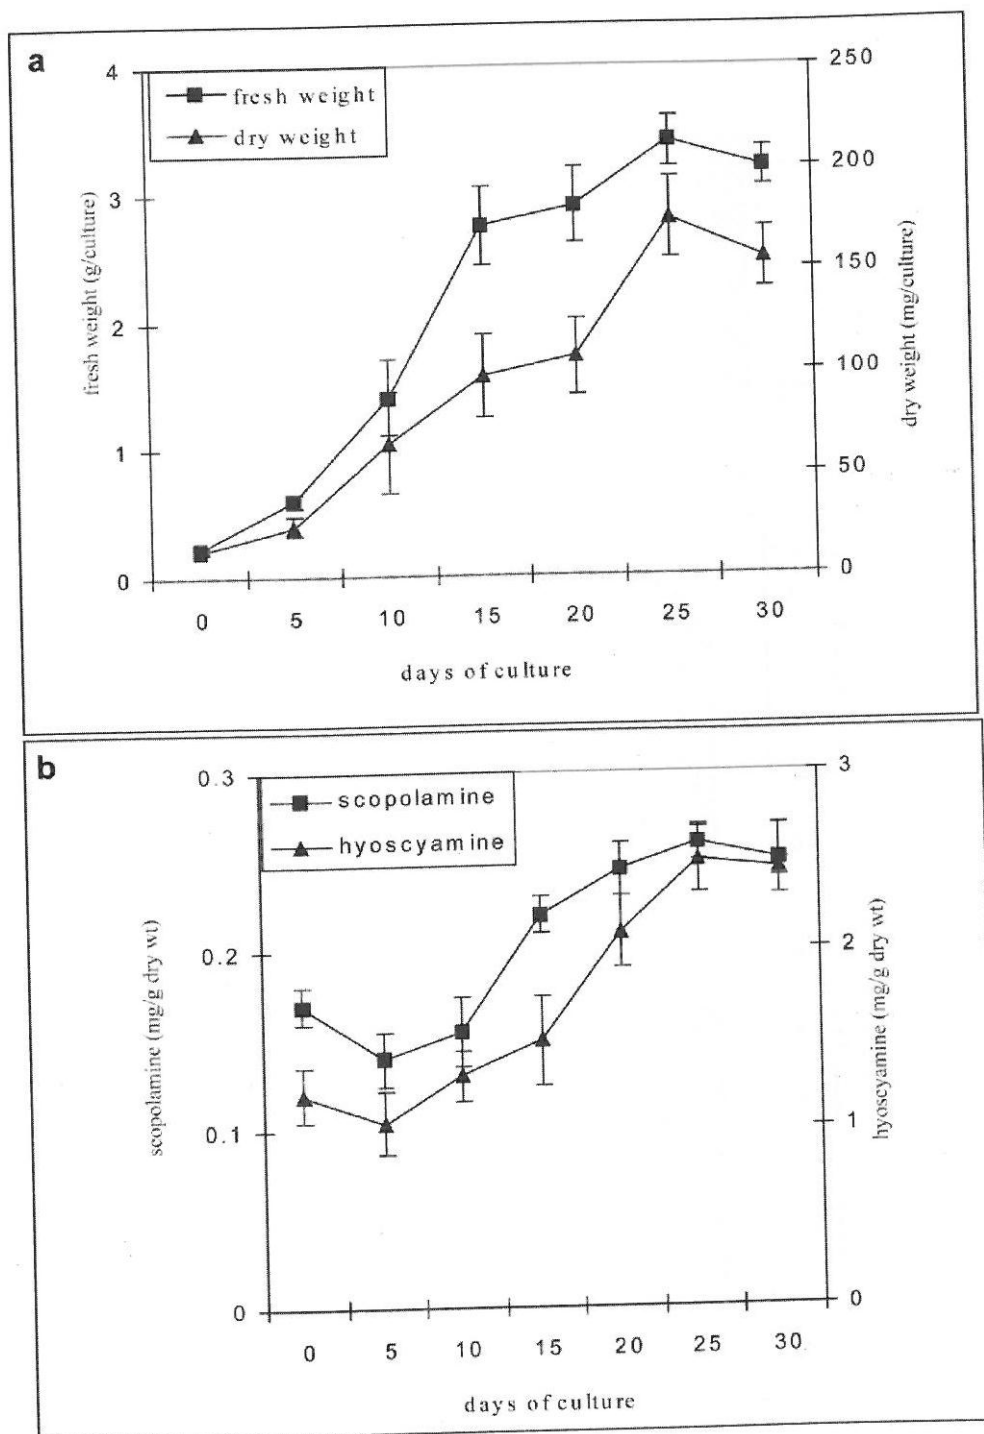 a
4
3
2
1
0
fresh weight (g/culture)
fresh weight
dry weight
250
200
150
100
50
0
dry weight (mg/culture)
0 5 10 15 20 25 30
days of culture
b
0.3
0.2
0.1
0
scopolamine (mg/g dry wt)
scopolamine
hyoscyamine
3
2
1
0
hyoscyamine (mg/g dry wt)
0 5 10 15 20 25 30
days of culture